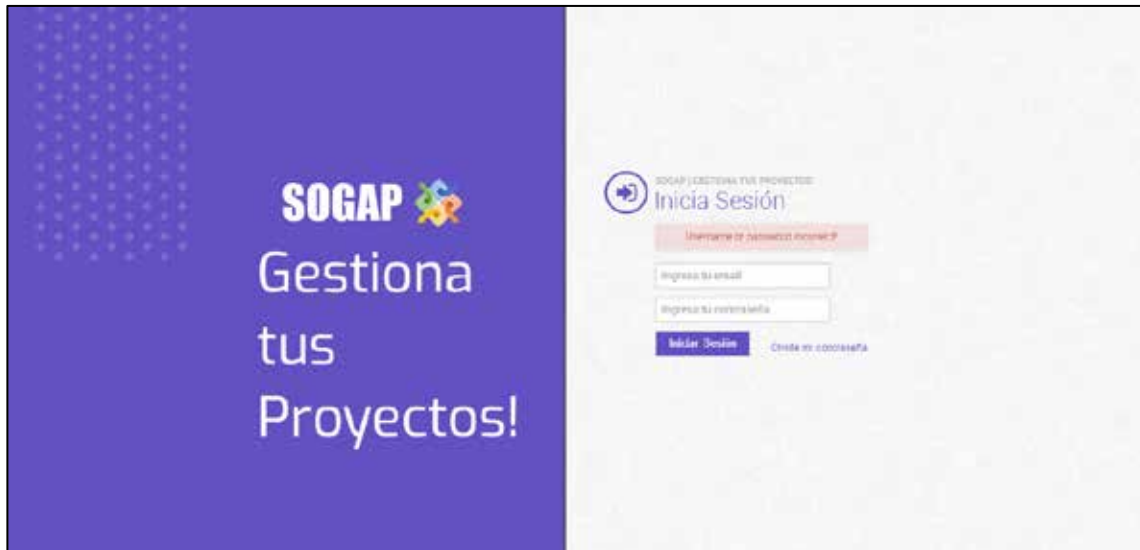 SOGAP
Gestiona
tus
Proyectos!
SOGAP | GESTIONA TUS PROYECTOS!
Inicia Sesión
Username or password incorrect!
Ingresa tu email
Ingresa tu contraseña
Iniciar Sesión
Olvide mi contraseña